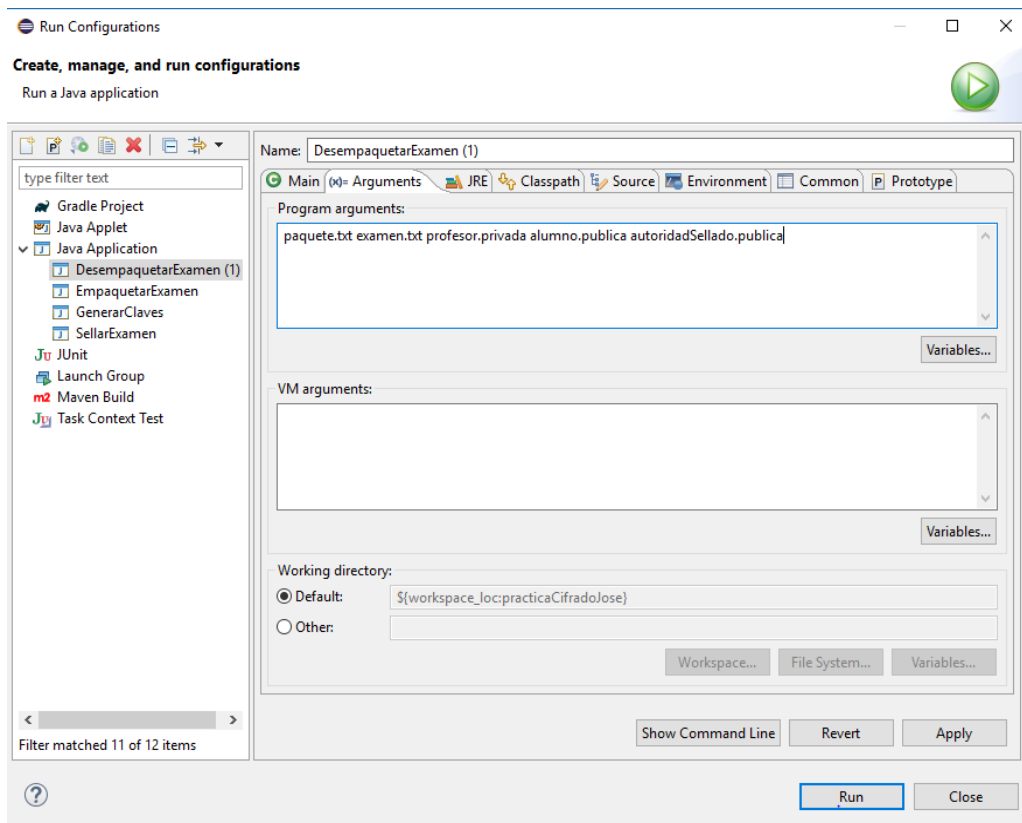 Run Configurations
Create, manage, and run configurations
Run a Java application
type filter text
Gradle Project
Java Applet
Java Application
DesempaquetarExamen (1)
EmpaquetarExamen
GenerarClaves
SellarExamen
JUnit
Launch Group
m2 Maven Build
Task Context Test
Filter matched 11 of 12 items
Name: DesempaquetarExamen (1)
Main (x)= Arguments JRE Classpath Source Environment Common Prototype
Program arguments:
paquete.txt examen.txt profesor.privada alumno.publica autoridadSellado.publica
Variables...
VM arguments:
Variables...
Working directory:
Default: ${workspace_loc:practicaCifradoJose}
Other:
Workspace... File System... Variables...
Show Command Line Revert Apply
Run Close